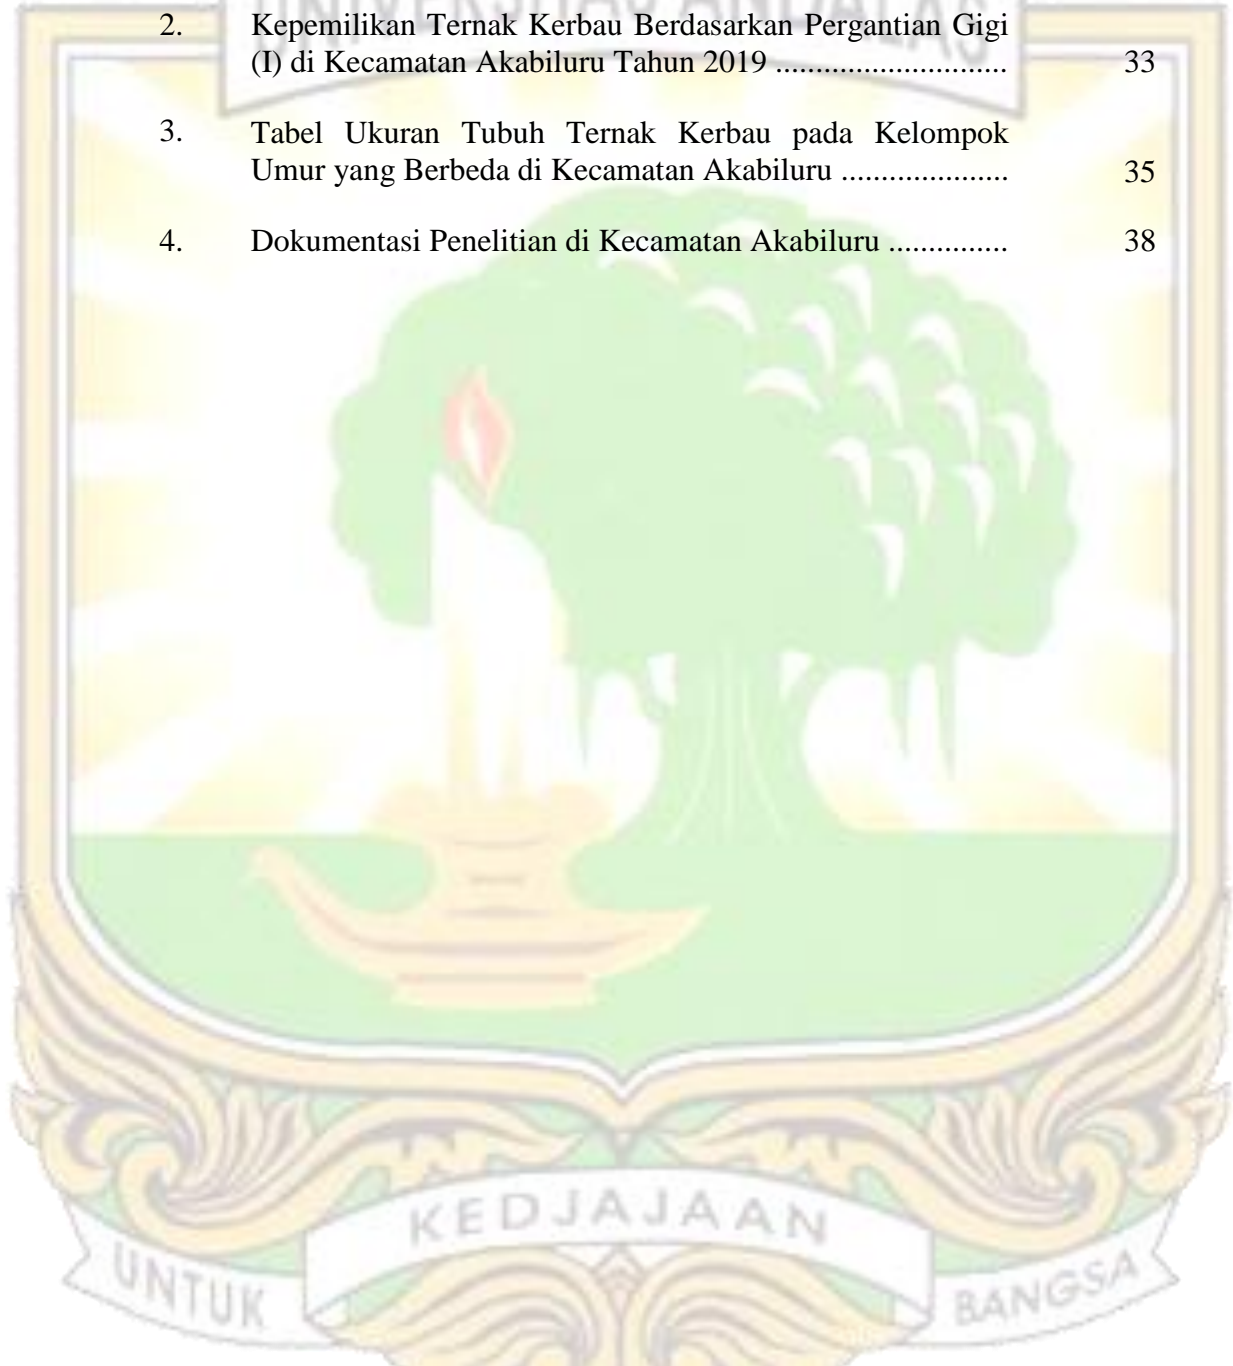 UNIVERSITAS ANDALAS
2. Kepemilikan Ternak Kerbau Berdasarkan Pergantian Gigi
(I) di Kecamatan Akabiluru Tahun 2019 ............................. 33
3. Tabel Ukuran Tubuh Ternak Kerbau pada Kelompok
Umur yang Berbeda di Kecamatan Akabiluru ..................... 35
4. Dokumentasi Penelitian di Kecamatan Akabiluru ............... 38
KEDJAJAAN
UNTUK BANGSA